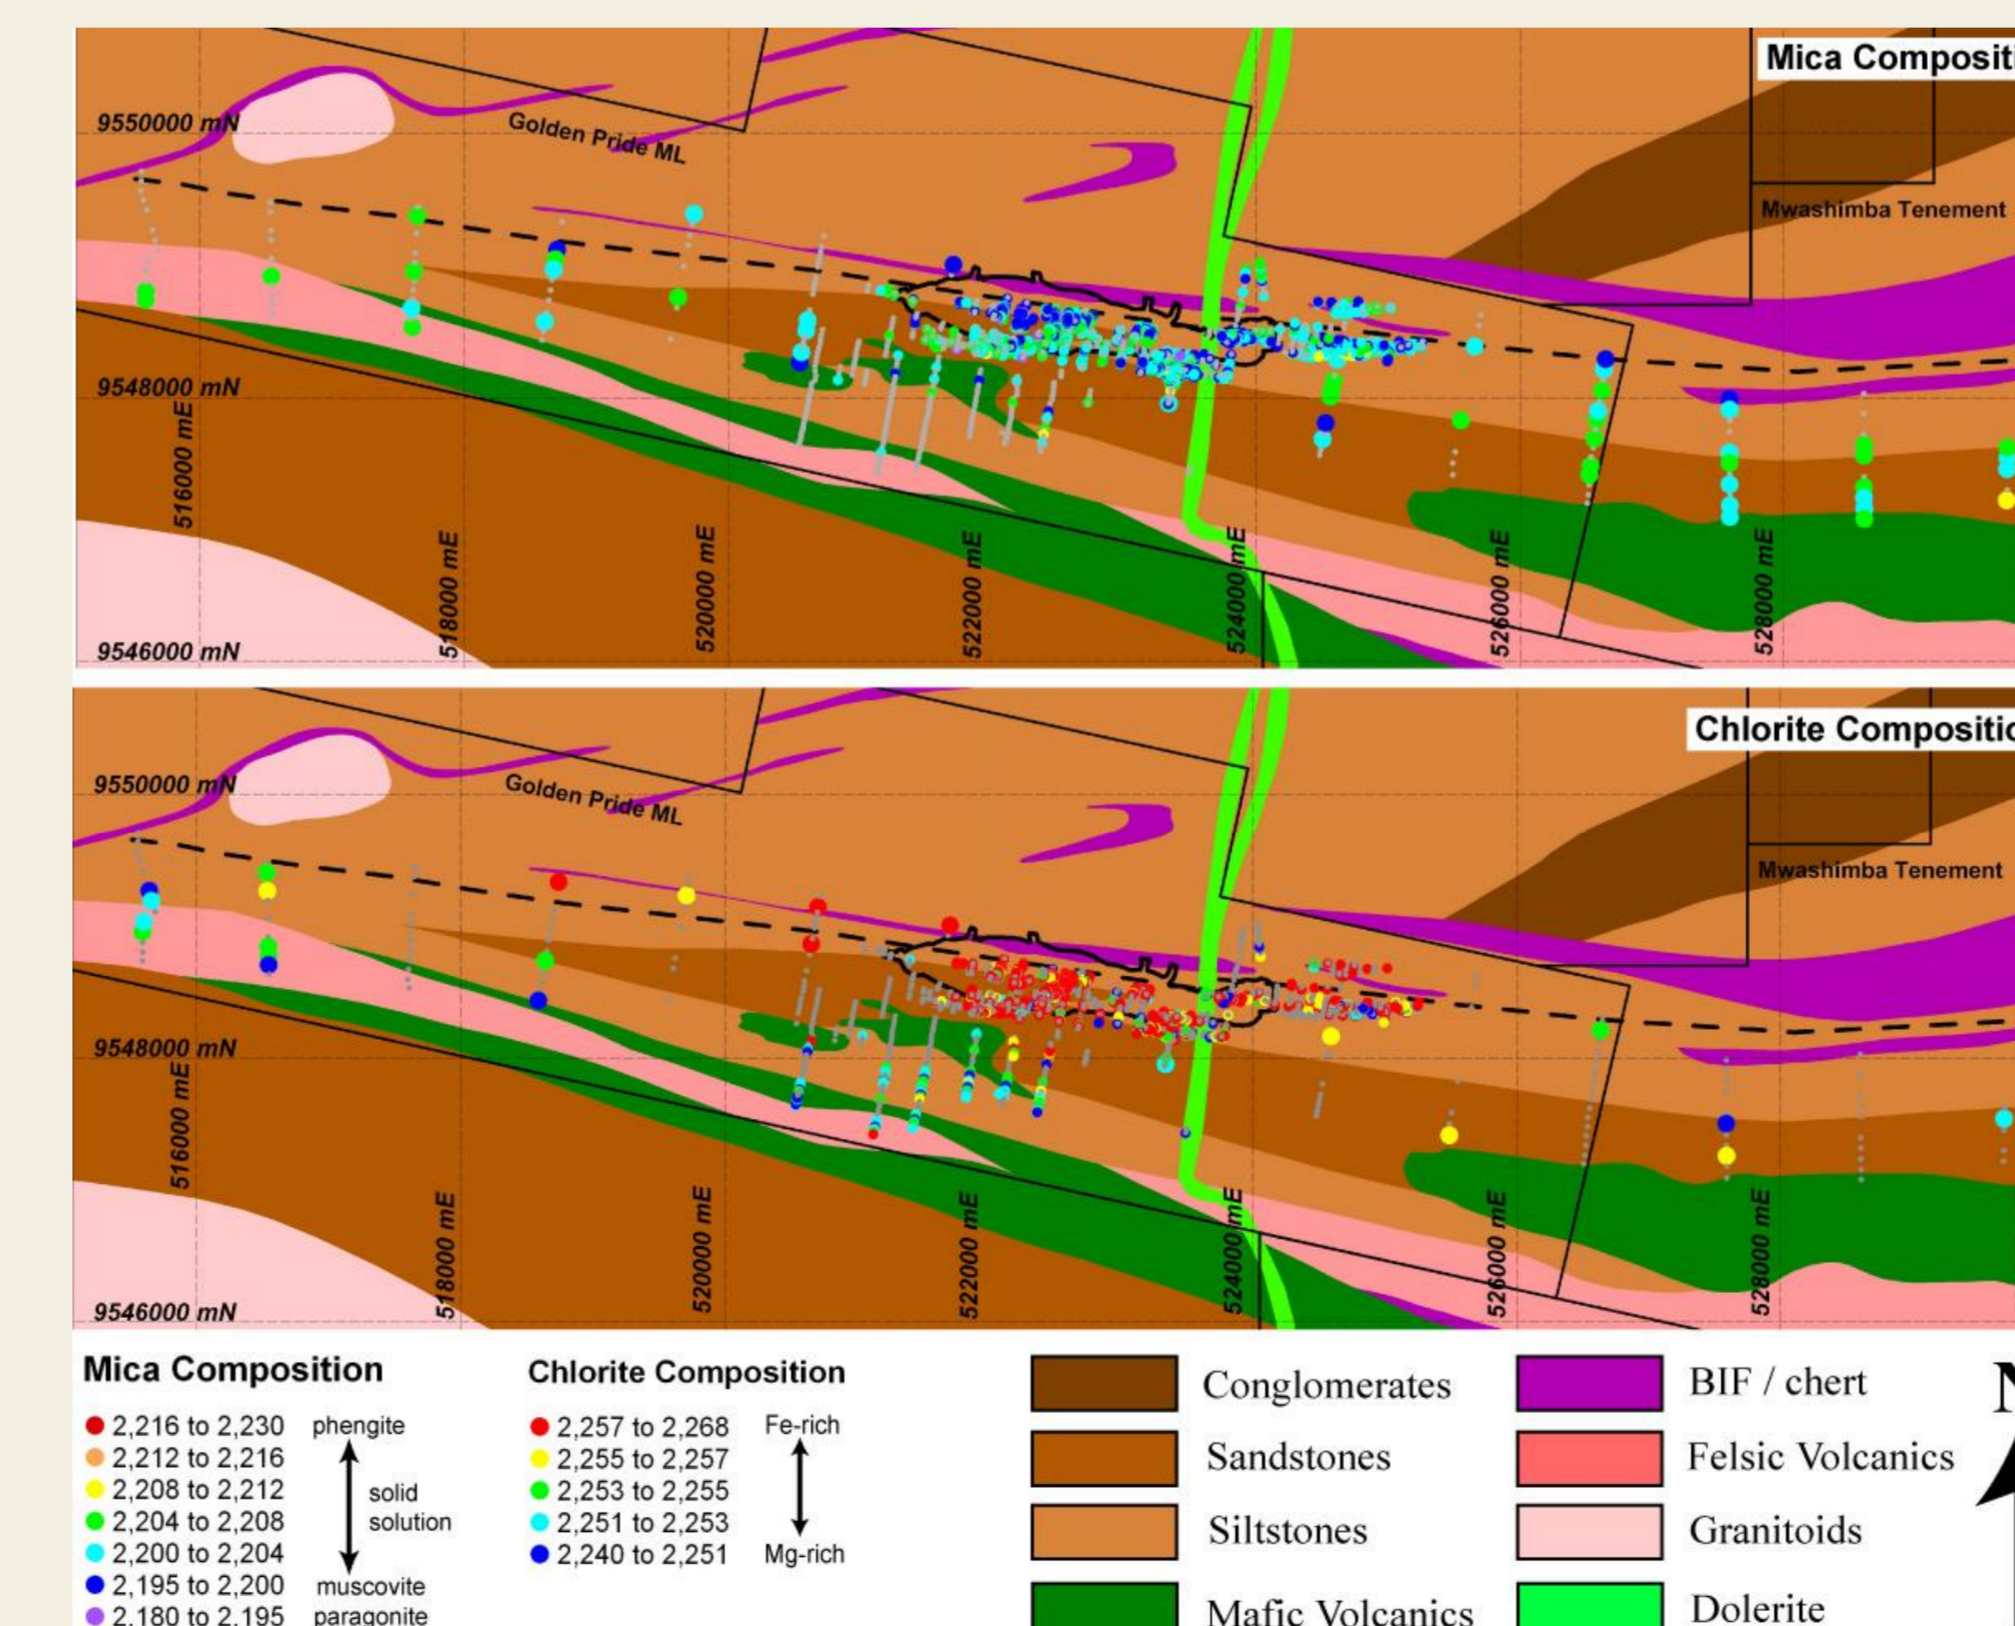 Mica Compositi
9550000 mN
Golden Pride ML
Mwashimba Tenement
9548000 mN
516000 mE
518000 mE
520000 mE
522000 mE
524000 mE
526000 mE
528000 mE
9546000 mN
Chlorite Compositio
9550000 mN
Golden Pride ML
Mwashimba Tenement
9548000 mN
516000 mE
518000 mE
520000 mE
522000 mE
524000 mE
526000 mE
528000 mE
9546000 mN
Mica Composition
2,216 to 2,230 phengite
2,212 to 2,216
2,208 to 2,212 solid
2,204 to 2,208 solution
2,200 to 2,204
2,195 to 2,200 muscovite
2,180 to 2,195 paragonite
Chlorite Composition
2,257 to 2,268 Fe-rich
2,255 to 2,257
2,253 to 2,255
2,251 to 2,253
2,240 to 2,251 Mg-rich
Conglomerates
Sandstones
Siltstones
Mafic Volcanics
BIF / chert
Felsic Volcanics
Granitoids
Dolerite
N